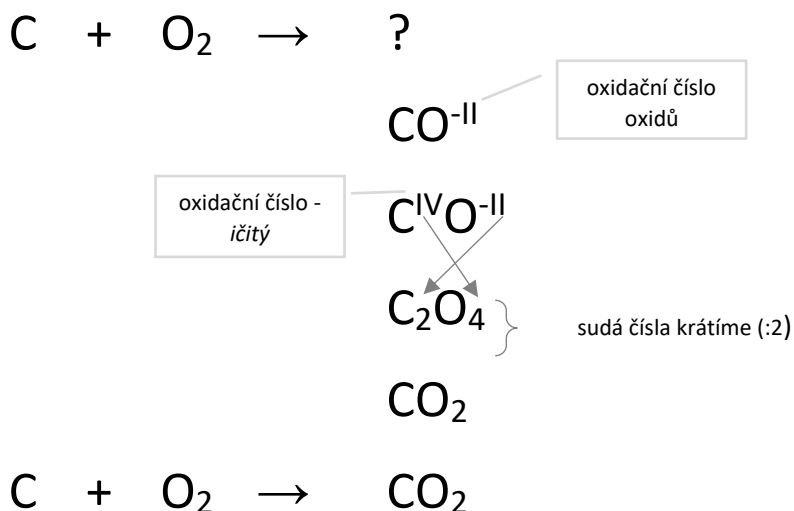 C + O₂ → ?
oxidační číslo
oxidů
CO⁻ᴵᴵ
oxidační číslo -
ičitý
CᴵⱽO⁻ᴵᴵ
C₂O₄
sudá čísla krátíme (:2)
CO₂
C + O₂ → CO₂